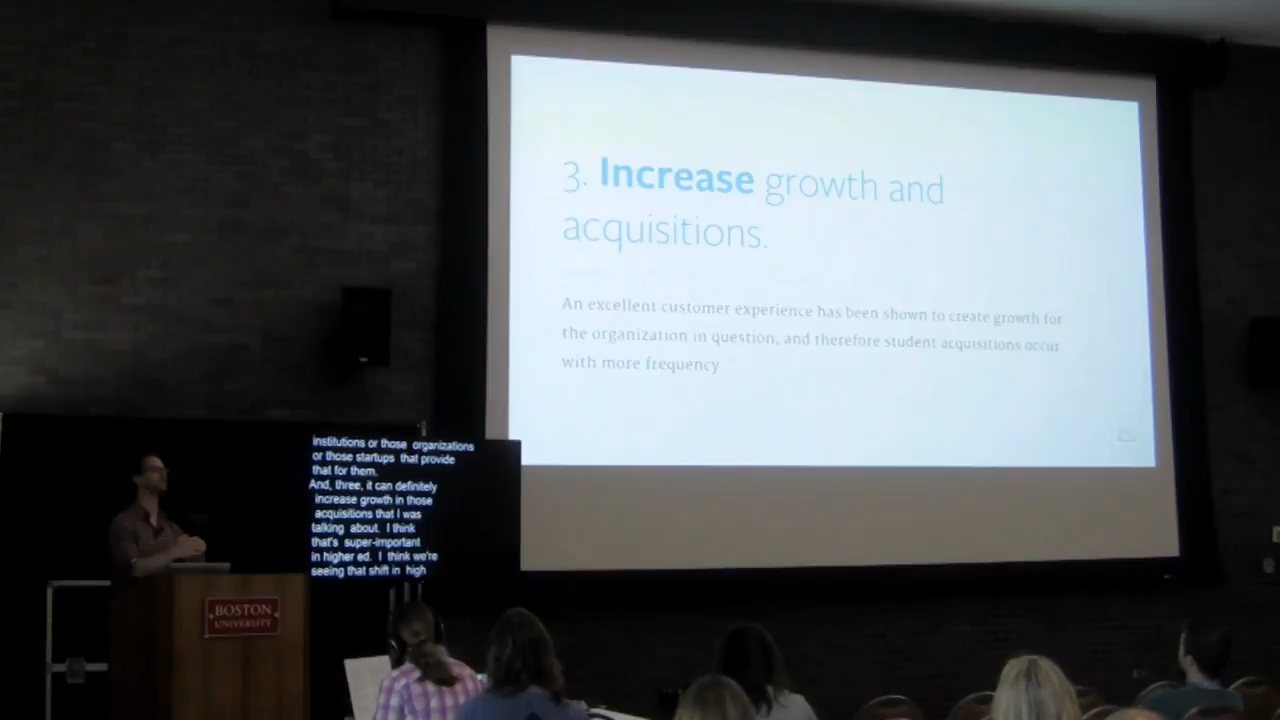 3. Increase growth and
acquisitions.
An excellent customer experience has been shown to create growth for
the organization in question, and therefore student acquisitions occur
with more frequency
institutions or those organizations
or those startups that provide
that for them.
And, three, it can definitely
increase growth in those
acquisitions that I was
talking about. I think
that's super-important
in higher ed. I think we're
seeing that shift in high
BOSTON
UNIVERSITY